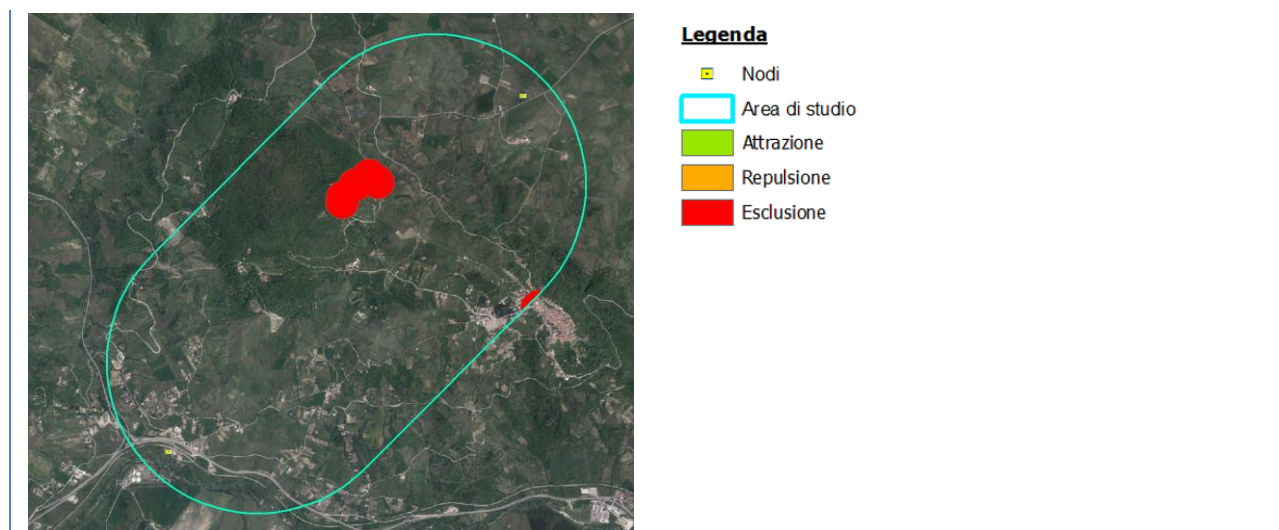 Legenda
Nodi
Area di studio
Attrazione
Repulsione
Esclusione